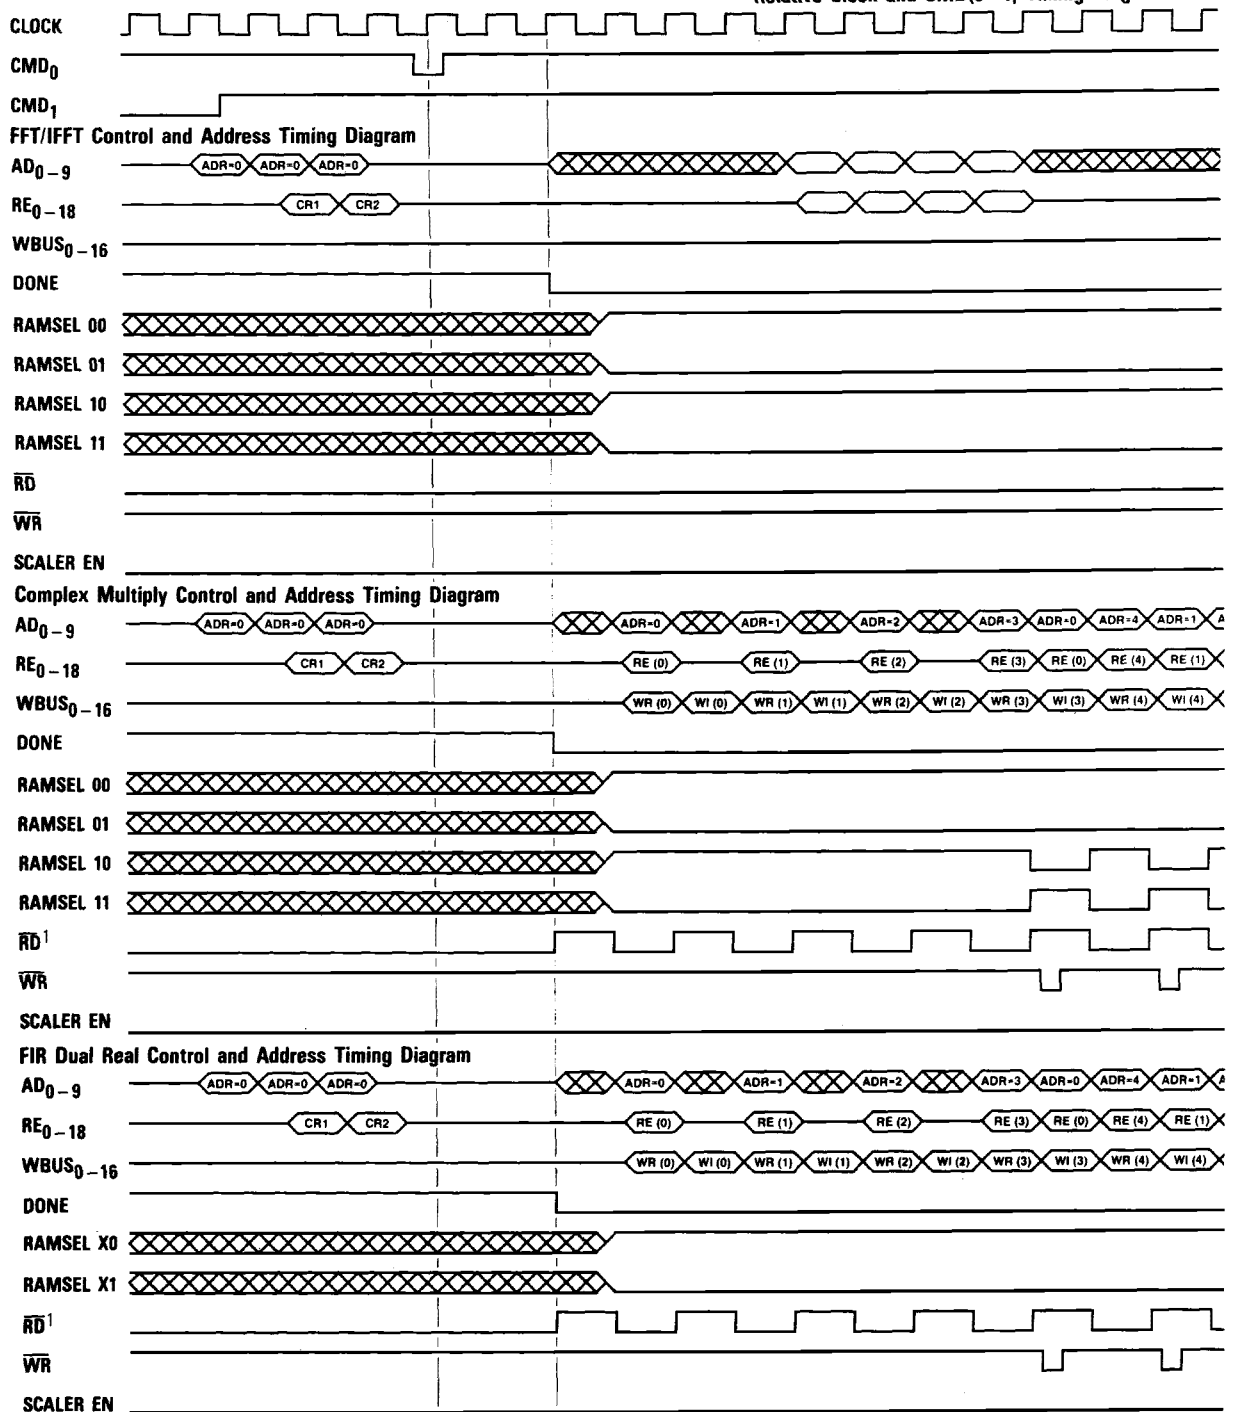 CLOCK
CMD0
CMD1
FFT/IFFT Control and Address Timing Diagram
AD0 – 9 ADR=0 ADR=0 ADR=0
RE0 – 18 CR1 CR2
WBUS0 – 16
DONE
RAMSEL 00
RAMSEL 01
RAMSEL 10
RAMSEL 11
RD
WR
SCALER EN
Complex Multiply Control and Address Timing Diagram
AD0 – 9 ADR=0 ADR=0 ADR=0 ADR=0 ADR=1 ADR=2 ADR=3 ADR=0 ADR=4 ADR=1 A
RE0 – 18 CR1 CR2 RE (0) RE (1) RE (2) RE (3) RE (0) RE (4) RE (1)
WBUS0 – 16 WR (0) WI (0) WR (1) WI (1) WR (2) WI (2) WR (3) WI (3) WR (4) WI (4)
DONE
RAMSEL 00
RAMSEL 01
RAMSEL 10
RAMSEL 11
RD1
WR
SCALER EN
FIR Dual Real Control and Address Timing Diagram
AD0 – 9 ADR=0 ADR=0 ADR=0 ADR=0 ADR=1 ADR=2 ADR=3 ADR=0 ADR=4 ADR=1 A
RE0 – 18 CR1 CR2 RE (0) RE (1) RE (2) RE (3) RE (0) RE (4) RE (1)
WBUS0 – 16 WR (0) WI (0) WR (1) WI (1) WR (2) WI (2) WR (3) WI (3) WR (4) WI (4)
DONE
RAMSEL X0
RAMSEL X1
RD1
WR
SCALER EN